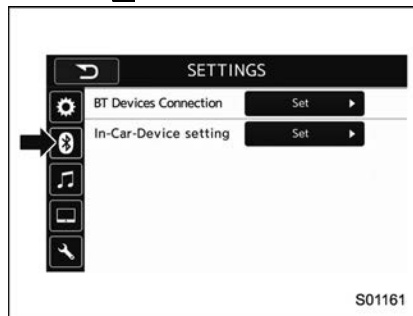 SETTINGS
BT Devices Connection Set
In-Car-Device setting Set
S01161